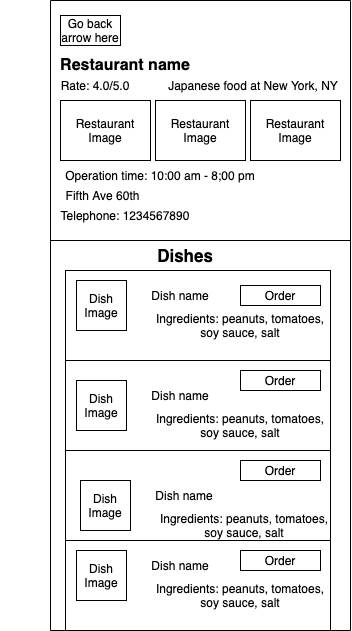 Go back
arrow here
Restaurant name
Rate: 4.0/5.0
Japanese food at New York, NY
Restaurant
Image
Restaurant
Image
Restaurant
Image
Operation time: 10:00 am - 8;00 pm
Fifth Ave 60th
Telephone: 1234567890
Dishes
Dish
Image
Dish name
Order
Ingredients: peanuts, tomatoes,
soy sauce, salt
Dish
Image
Dish name
Order
Ingredients: peanuts, tomatoes,
soy sauce, salt
Dish
Image
Dish name
Order
Ingredients: peanuts, tomatoes,
soy sauce, salt
Dish
Image
Dish name
Order
Ingredients: peanuts, tomatoes,
soy sauce, salt